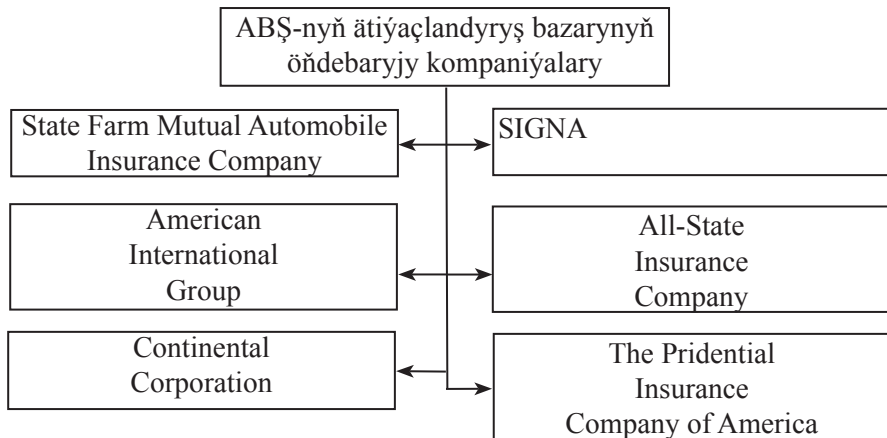 ABŞ-nyň ätiýaçlandyryş bazarynyň
öňdebaryjy kompaniýalary
State Farm Mutual Automobile
Insurance Company
SIGNA
American
International
Group
All-State
Insurance
Company
Continental
Corporation
The Pridential
Insurance
Company of America